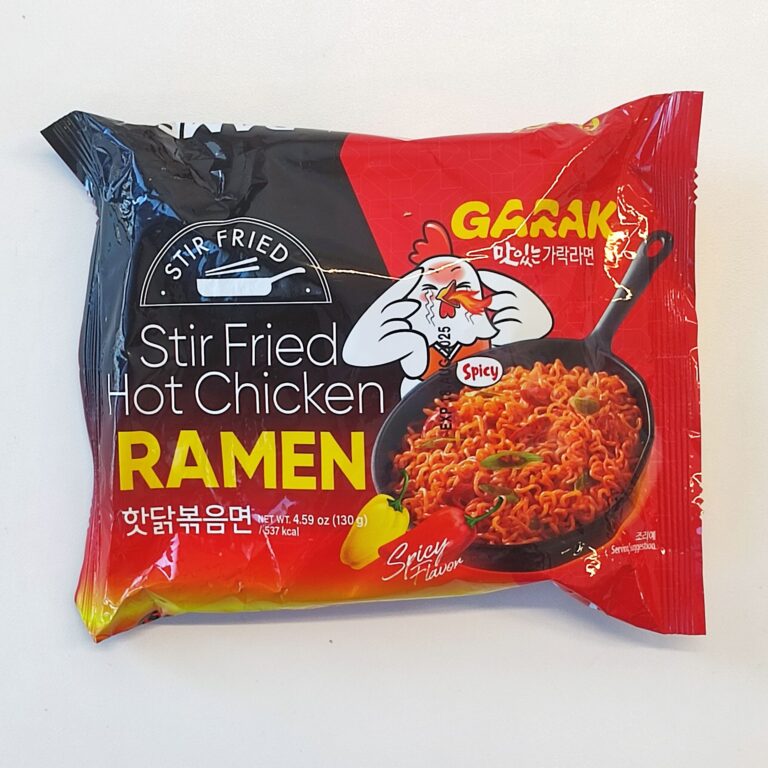 GARAK
맛있는 가락라면
STIR FRIED
Stir Fried
Hot Chicken
RAMEN
핫닭볶음면
NET WT. 4.59 oz (130 g)
/ 537 kcal
Spicy
Spicy
Flavor
조리예
Serving suggestion